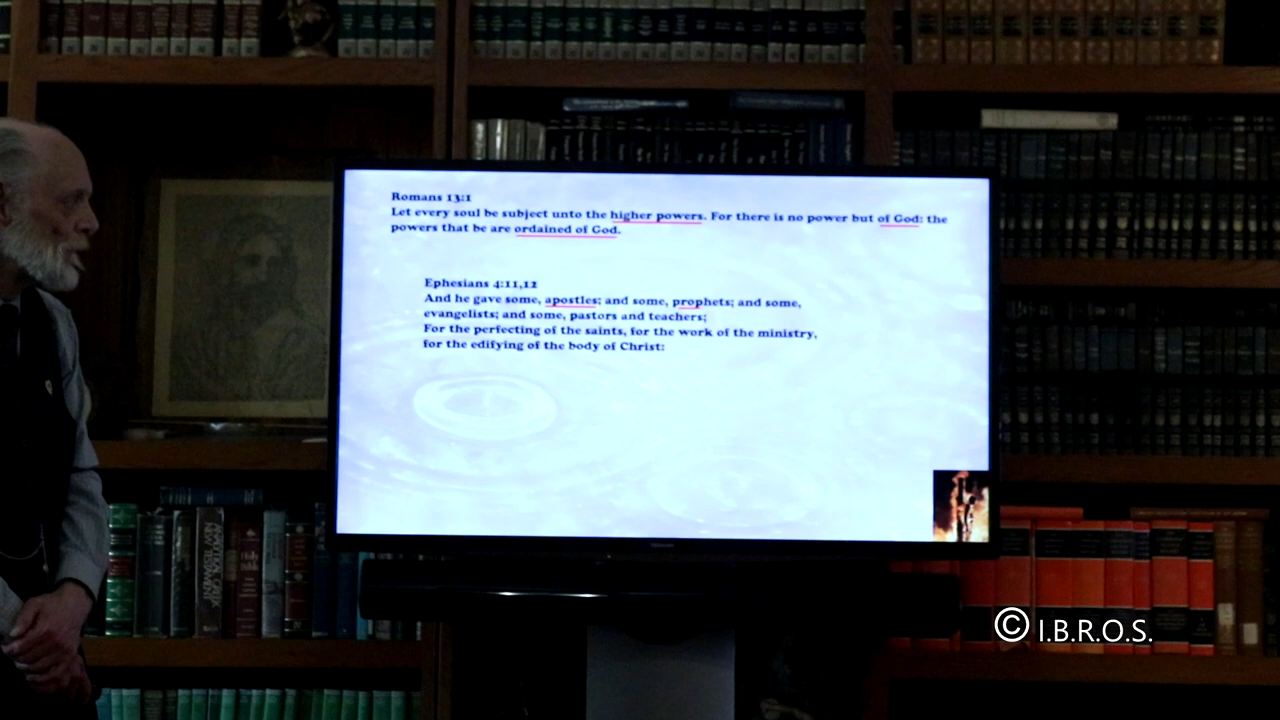 Romans 13:1
Let every soul be subject unto the higher powers. For there is no power but of God: the
powers that be are ordained of God.
Ephesians 4:11,12
And he gave some, apostles; and some, prophets; and some,
evangelists; and some, pastors and teachers;
For the perfecting of the saints, for the work of the ministry,
for the edifying of the body of Christ:
© I.B.R.O.S.